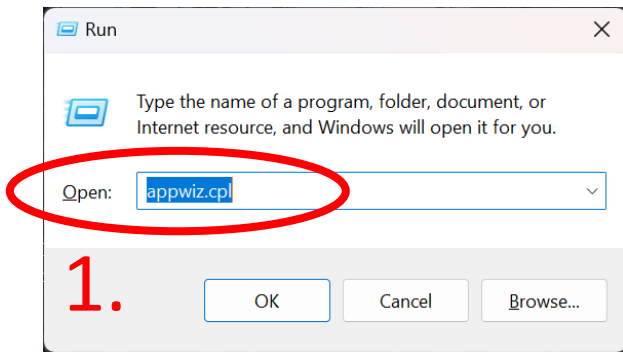 Run
Type the name of a program, folder, document, or
Internet resource, and Windows will open it for you.
Open: appwiz.cpl
1.
OK Cancel Browse...